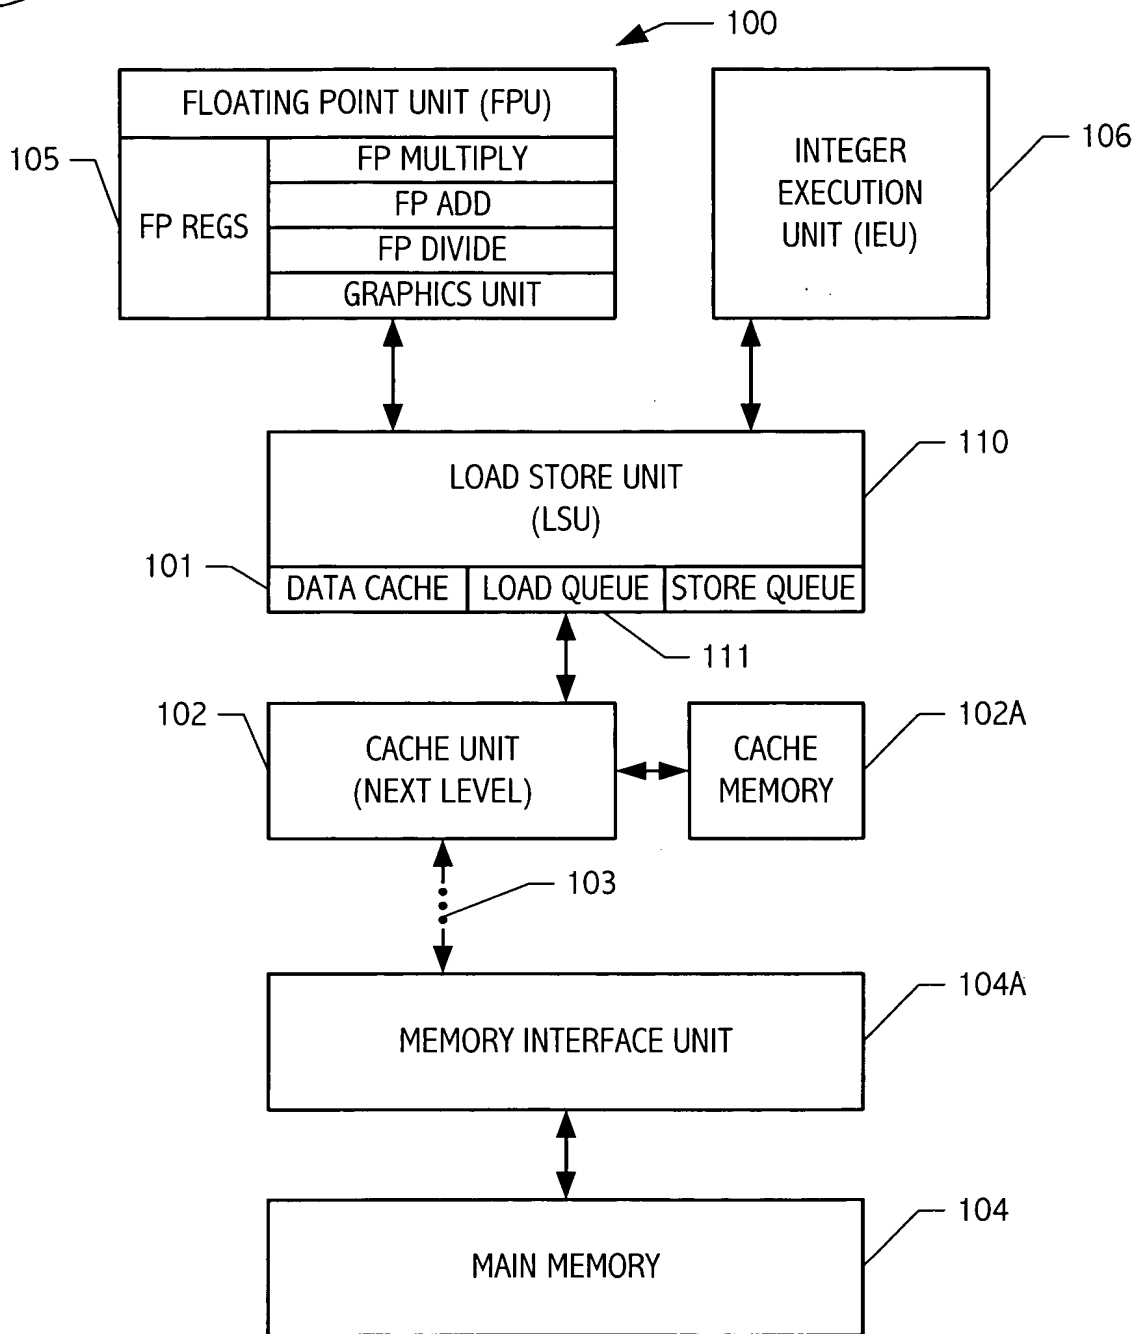 100
FLOATING POINT UNIT (FPU)
105
FP REGS
FP MULTIPLY
FP ADD
FP DIVIDE
GRAPHICS UNIT
INTEGER
EXECUTION
UNIT (IEU)
106
LOAD STORE UNIT
(LSU)
110
101
DATA CACHE
LOAD QUEUE
STORE QUEUE
111
102
CACHE UNIT
(NEXT LEVEL)
CACHE
MEMORY
102A
103
MEMORY INTERFACE UNIT
104A
MAIN MEMORY
104